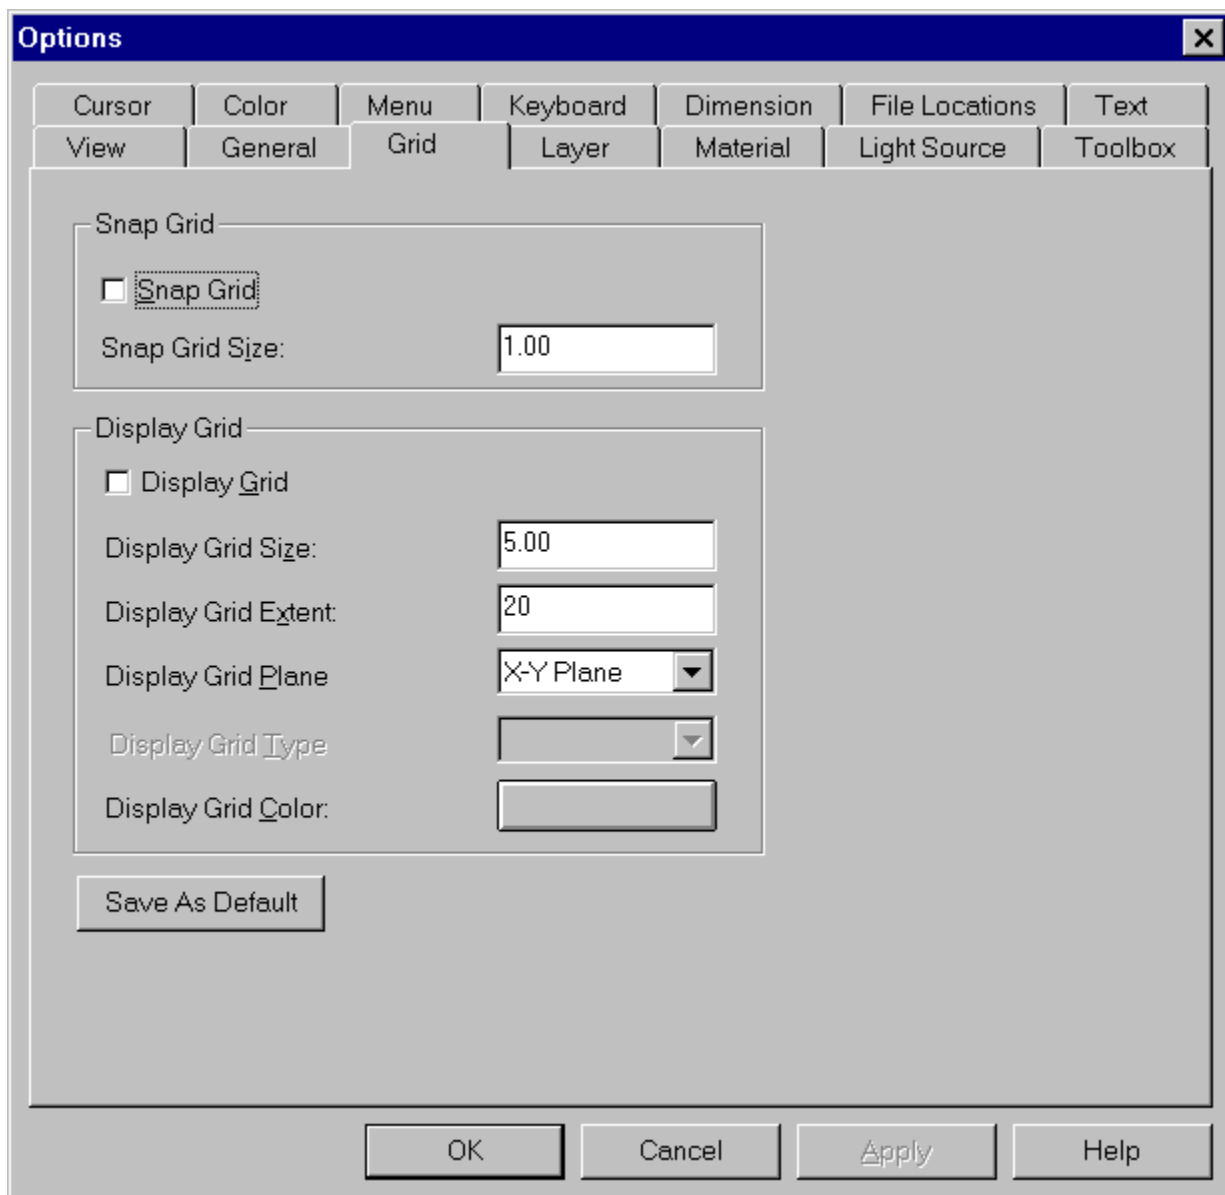 Options
Cursor Color Menu Keyboard Dimension File Locations Text
View General Grid Layer Material Light Source Toolbox
Snap Grid
Snap Grid
Snap Grid Size: 1.00
Display Grid
Display Grid
Display Grid Size: 5.00
Display Grid Extent: 20
Display Grid Plane X-Y Plane
Display Grid Type
Display Grid Color:
Save As Default
OK Cancel Apply Help